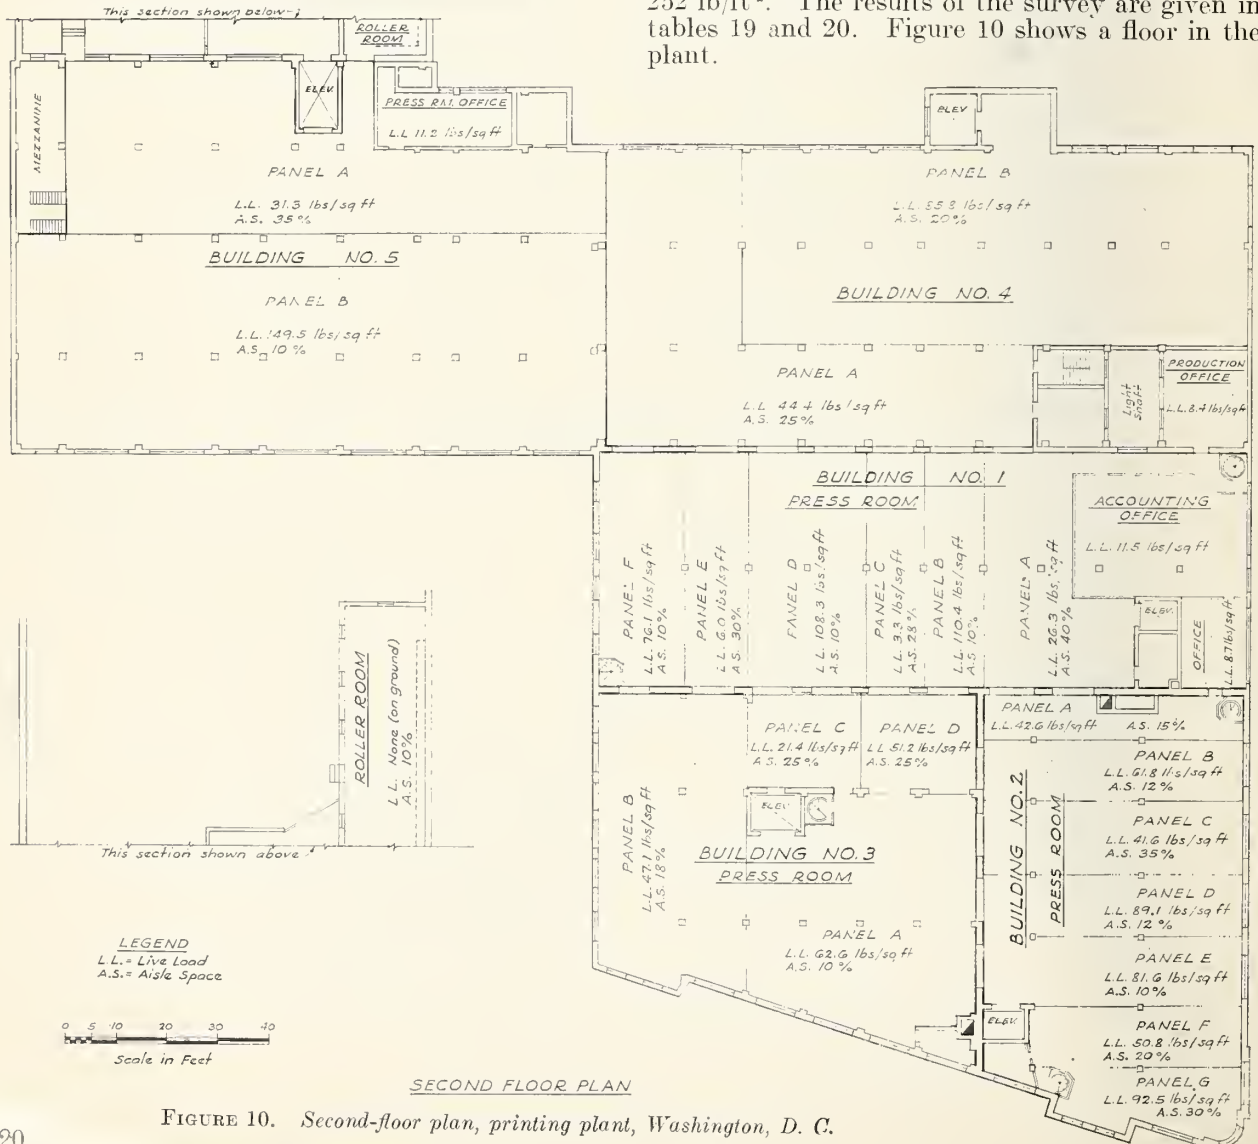 252 lb/ft². The results of the survey are given in
tables 19 and 20. Figure 10 shows a floor in the
plant.
This section shown below
ROLLER
ROOM
ELEV.
MEZZANINE
PRESS RM. OFFICE
L.L 11.2 lbs/sq ft
PANEL A
L.L. 31.3 lbs/sq ft
A.S. 35%
BUILDING NO. 5
PANEL B
L.L. 149.5 lbs/sq ft
A.S. 10%
ELEV
PANEL B
L.L. 55.8 lbs/sq ft
A.S. 20%
BUILDING NO. 4
PANEL A
L.L 44.4 lbs/sq ft
A.S. 25%
Light
Shaft
PRODUCTION
OFFICE
L.L. 8.4 lbs/sq ft
BUILDING NO. 1
PRESS ROOM
PANEL F
L.L. 76.1 lbs/sq ft
A.S. 10%
PANEL E
L.L. 6.0 lbs/sq ft
A.S. 30%
PANEL D
L.L. 108.3 lbs/sq ft
A.S. 10%
PANEL C
L.L. 3.3 lbs/sq ft
A.S. 28%
PANEL B
L.L. 110.4 lbs/sq ft
A.S. 10%
PANEL A
L.L. 26.3 lbs/sq ft
A.S. 40%
ACCOUNTING
OFFICE
L.L. 11.5 lbs/sq ft
ELEV.
OFFICE
L.L. 8.7 lbs/sq ft
ROLLER ROOM
L.L. None (on ground)
A.S. 10%
This section shown above
PANEL C
L.L. 21.4 lbs/sq ft
A.S. 25%
PANEL D
L.L 51.2 lbs/sq ft
A.S. 25%
PANEL B
L.L. 47.1 lbs/sq ft
A.S. 18%
ELEV
BUILDING NO. 3
PRESS ROOM
PANEL A
L.L. 62.6 lbs/sq ft
A.S. 10%
PANEL A
L.L. 42.6 lbs/sq ft A.S. 15%
BUILDING NO. 2
PRESS ROOM
PANEL B
L.L. 61.8 lbs/sq ft
A.S. 12%
PANEL C
L.L. 41.6 lbs/sq ft
A.S. 35%
PANEL D
L.L. 89.1 lbs/sq ft
A.S. 12%
PANEL E
L.L. 81.6 lbs/sq ft
A.S. 10%
ELEV.
PANEL F
L.L. 50.8 lbs/sq ft
A.S. 20%
PANEL G
L.L. 92.5 lbs/sq ft
A.S. 30%
LEGEND
L.L. = Live Load
A.S. = Aisle Space
0 5 10 20 30 40
Scale in Feet
SECOND FLOOR PLAN
FIGURE 10. Second-floor plan, printing plant, Washington, D. C.
20